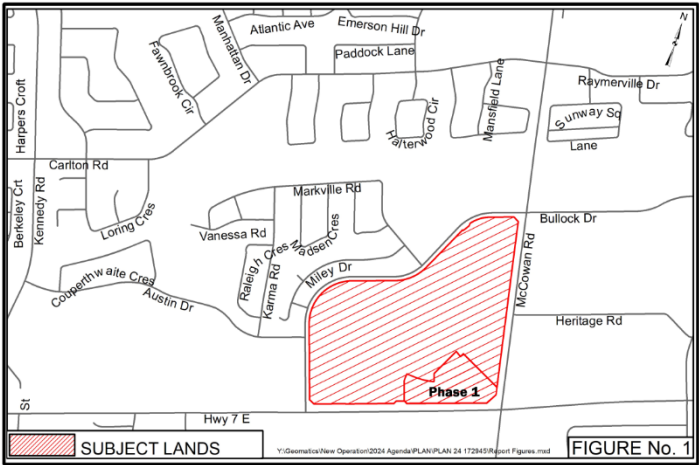 N
Atlantic Ave
Emerson Hill Dr
Manhattan Dr
Fawnbrook Cir
Paddock Lane
Raymerville Dr
Harpers Croft
Halterwood Cir
Mansfield Lane
Sunway Sq
Lane
Carlton Rd
Berkeley Crt
Kennedy Rd
Markville Rd
Loring Cres
Vanessa Rd
Madsen Cres
Bullock Dr
McCowan Rd
Raleigh Cres
Karma Rd
Miley Dr
Couperthwaite Cres
Austin Dr
Heritage Rd
Phase 1
St
Hwy 7 E
SUBJECT LANDS
Y:\Geomatics\New Operation\2024 Agenda\PLAN\PLAN 24 172845\Report Figures.mxd
FIGURE No. 1